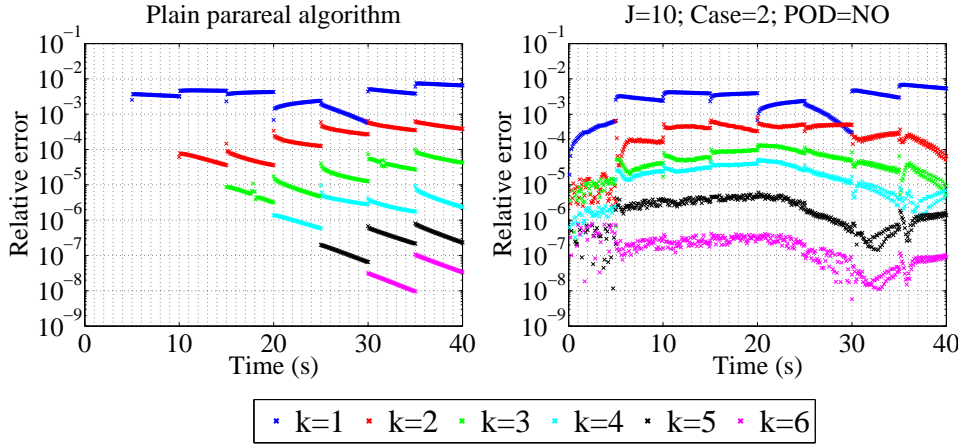 Plain parareal algorithm
Relative error
10⁻¹
10⁻²
10⁻³
10⁻⁴
10⁻⁵
10⁻⁶
10⁻⁷
10⁻⁸
10⁻⁹
0 10 20 30 40
Time (s)
J=10; Case=2; POD=NO
Relative error
10⁻¹
10⁻²
10⁻³
10⁻⁴
10⁻⁵
10⁻⁶
10⁻⁷
10⁻⁸
10⁻⁹
0 10 20 30 40
Time (s)
k=1 k=2 k=3 k=4 k=5 k=6